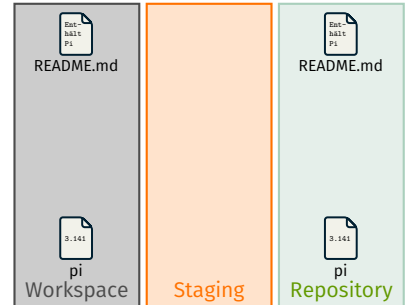 Ent-
hält
Pi
README.md
Ent-
hält
Pi
README.md
3.141
pi
3.141
pi
Workspace
Staging
Repository